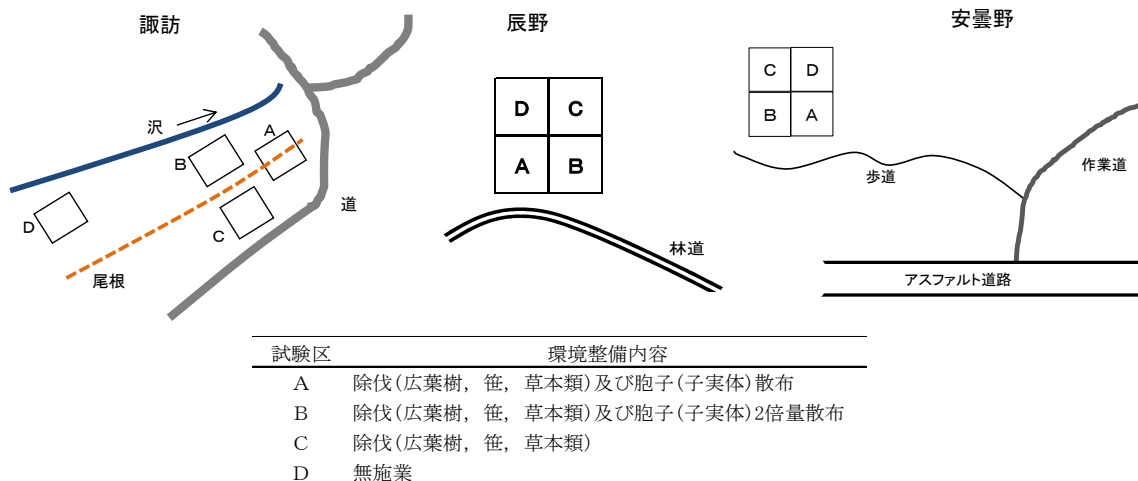 諏訪
沢
A
B
C
D
道
尾根
辰野
D C
A B
林道
安曇野
C D
B A
歩道
作業道
アスファルト道路
試験区 環境整備内容
A 除伐(広葉樹，笹，草本類)及び胞子(子実体)散布
B 除伐(広葉樹，笹，草本類)及び胞子(子実体)2倍量散布
C 除伐(広葉樹，笹，草本類)
D 無施業